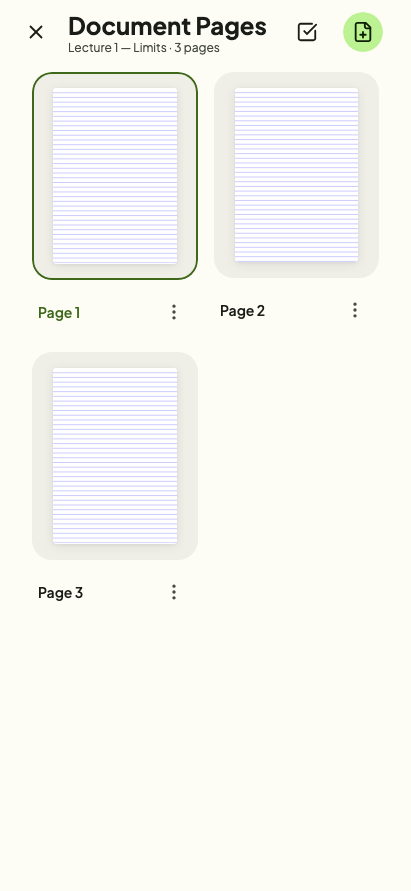 Document Pages
Lecture 1 — Limits · 3 pages
Page 1
Page 2
Page 3